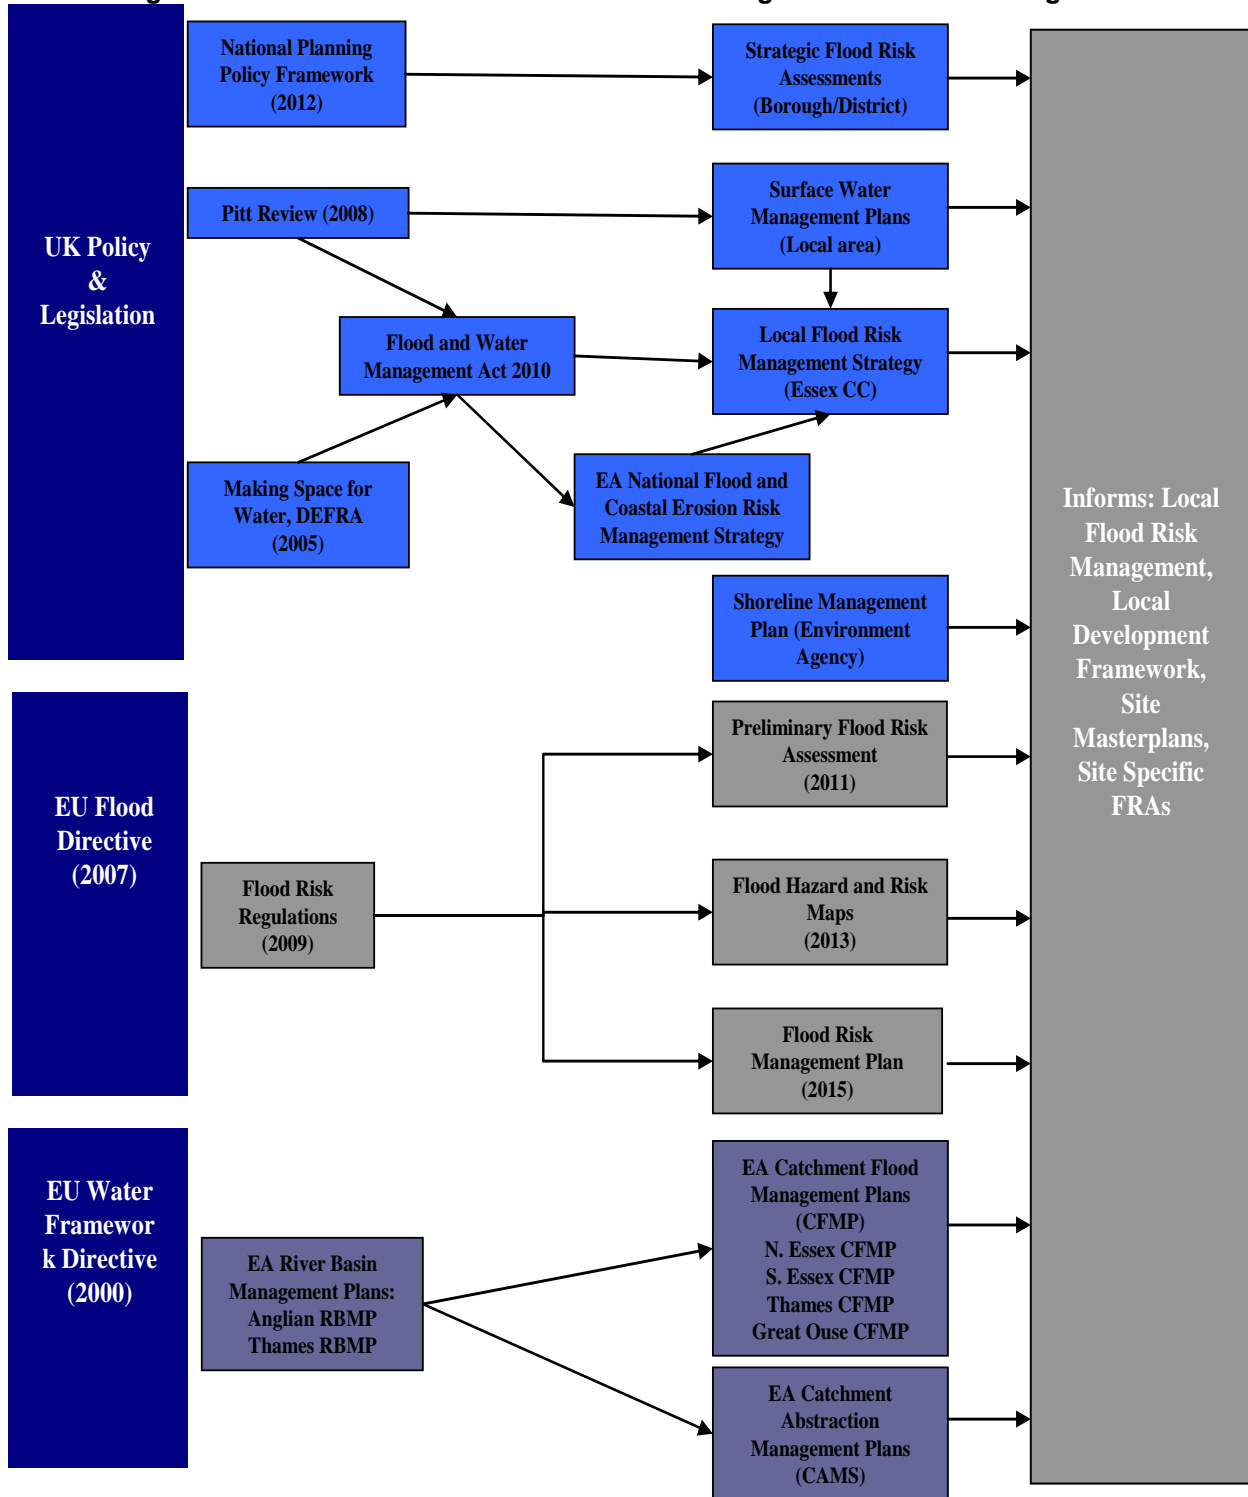 UK Policy
&
Legislation
National Planning
Policy Framework
(2012)
Strategic Flood Risk
Assessments
(Borough/District)
Pitt Review (2008)
Surface Water
Management Plans
(Local area)
Flood and Water
Management Act 2010
Local Flood Risk
Management Strategy
(Essex CC)
Making Space for
Water, DEFRA
(2005)
EA National Flood and
Coastal Erosion Risk
Management Strategy
Shoreline Management
Plan (Environment
Agency)
EU Flood
Directive
(2007)
Flood Risk
Regulations
(2009)
Preliminary Flood Risk
Assessment
(2011)
Flood Hazard and Risk
Maps
(2013)
Flood Risk
Management Plan
(2015)
EU Water
Framewor
k Directive
(2000)
EA River Basin
Management Plans:
Anglian RBMP
Thames RBMP
EA Catchment Flood
Management Plans
(CFMP)
N. Essex CFMP
S. Essex CFMP
Thames CFMP
Great Ouse CFMP
EA Catchment
Abstraction
Management Plans
(CAMS)
Informs: Local
Flood Risk
Management,
Local
Development
Framework,
Site
Masterplans,
Site Specific
FRAs